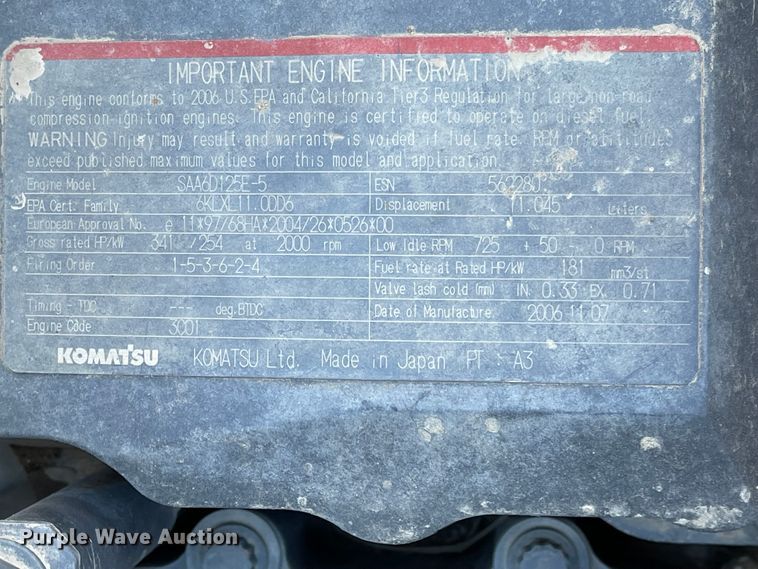 IMPORTANT ENGINE INFORMATION
This engine conforms to 2006 U.S.EPA and California Tier3 Regulation for large non-road
compression ignition engines. This engine is certified to operate on diesel fuel.
WARNING Injury may result and warranty is voided if fuel rate. RPM or altitudes
exceed published maximum values for this model and application.
Engine Model SAA6D125E-5 ESN 562280
EPA Cert. Family 6KLXL11.0DD6 Displacement 11.045 Liters
European Approval No. e 11*97/68HA*2004/26*0526*00
Gross rated HP/kW 341 / 254 at 2000 rpm Low Idle RPM 725 + 50 - 0 RPM
Firing Order 1-5-3-6-2-4 Fuel rate at Rated HP/kW 181 mm3/st
Valve lash cold (mm) IN. 0.33 EX. 0.71
Timing - TDC --- deg.BTDC Date of Manufacture 2006.11.07
Engine Code 3C01
KOMATSU KOMATSU Ltd. Made in Japan PT - A3
Purple Wave Auction